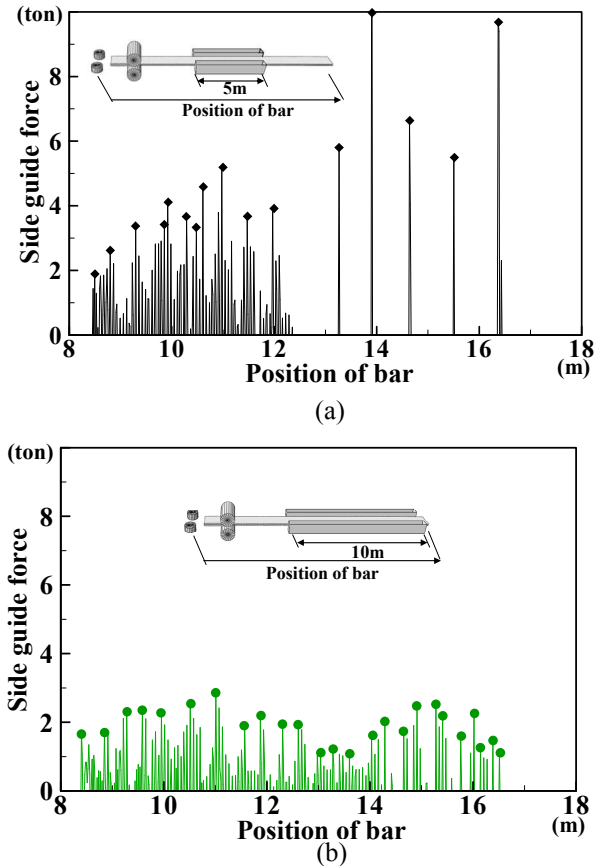 (ton)
8
6
4
2
0
Side guide force
5m
Position of bar
8 10 12 14 16 18
Position of bar (m)
(a)
(ton)
8
6
4
2
0
Side guide force
10m
Position of bar
8 10 12 14 16 18
Position of bar (m)
(b)